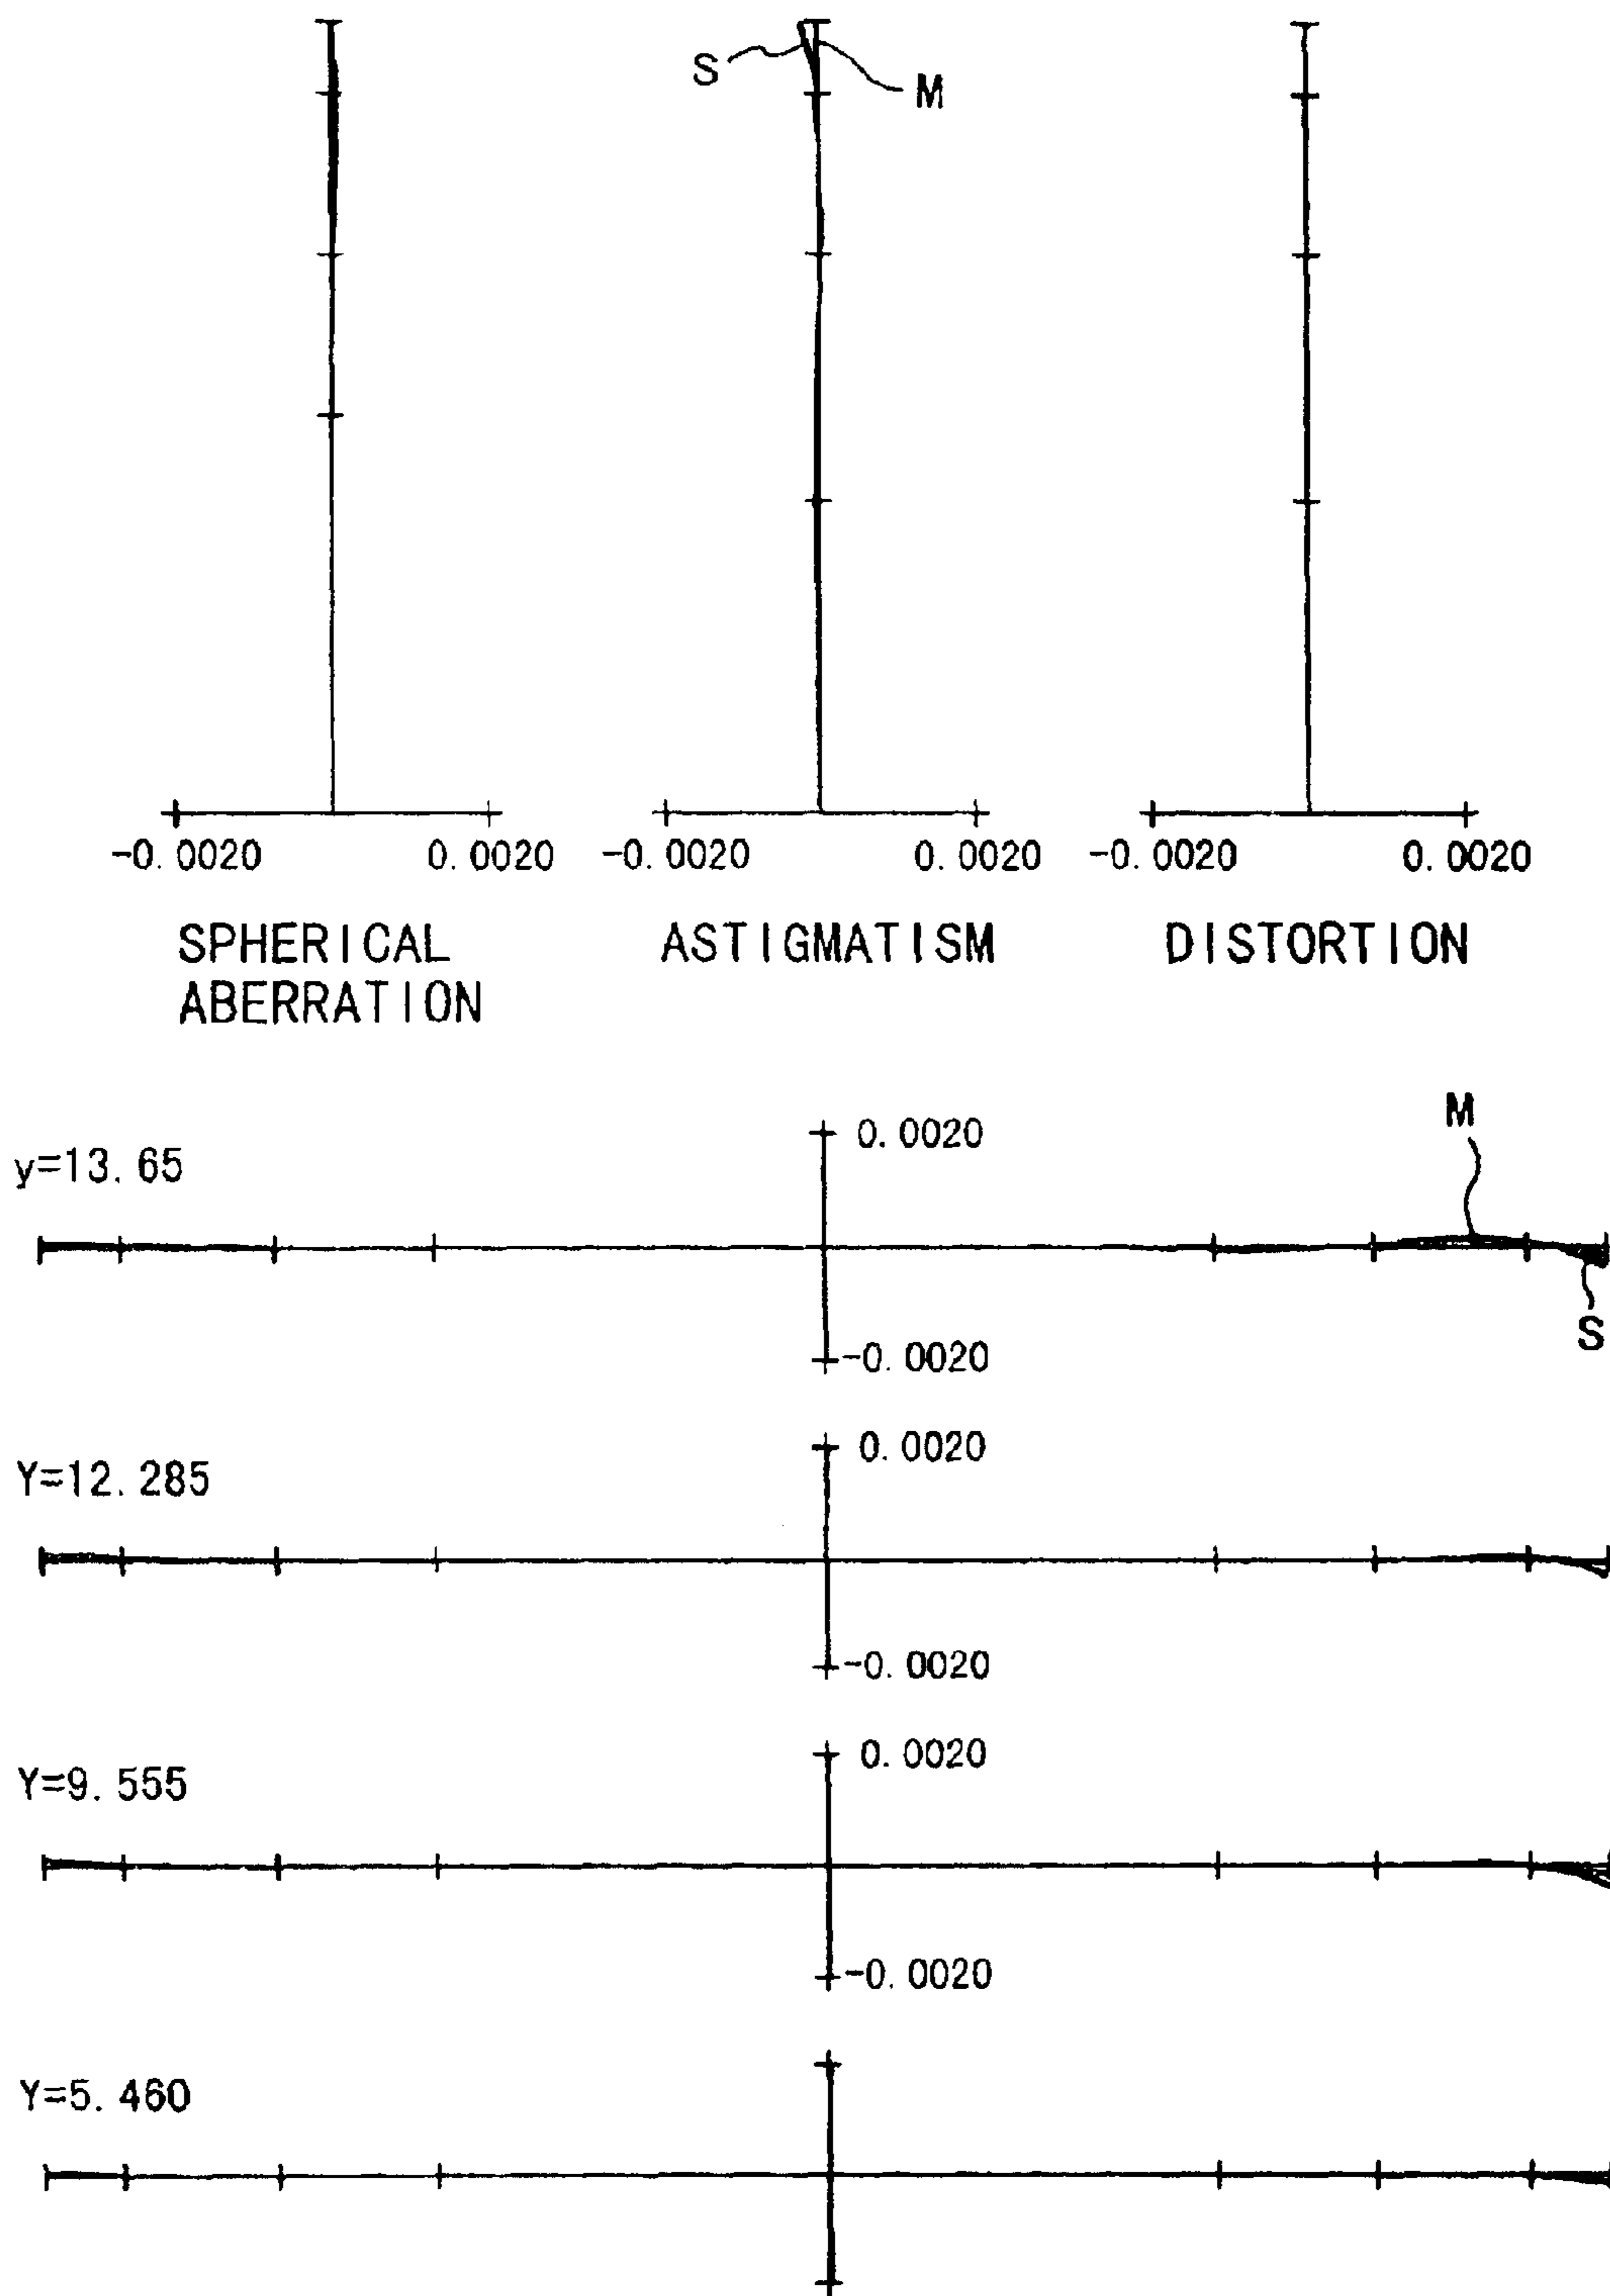 S
M
-0.0020 0.0020 -0.0020 0.0020 -0.0020 0.0020
SPHERICAL ABERRATION
ASTIGMATISM
DISTORTION
y=13.65
0.0020
M
-0.0020
S
Y=12.285
0.0020
-0.0020
Y=9.555
0.0020
-0.0020
Y=5.460